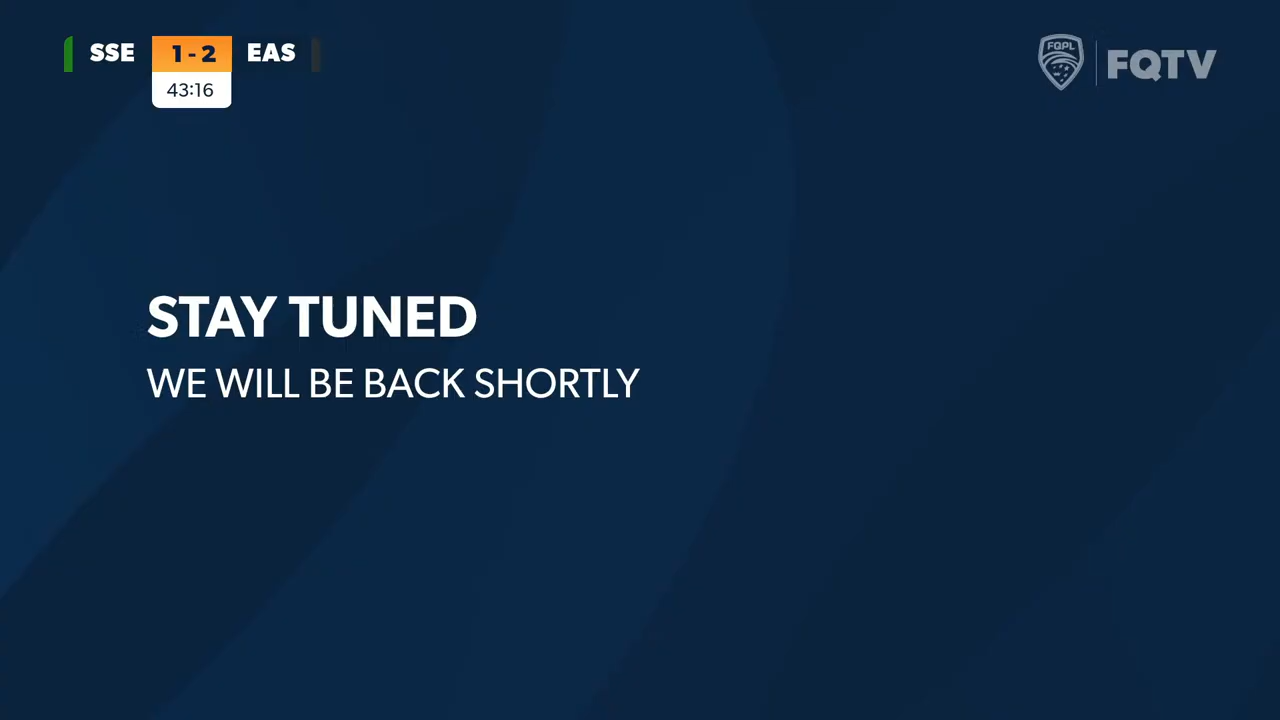 SSE 1 - 2 EAS
43:16
FQPL FQTV
STAY TUNED
WE WILL BE BACK SHORTLY